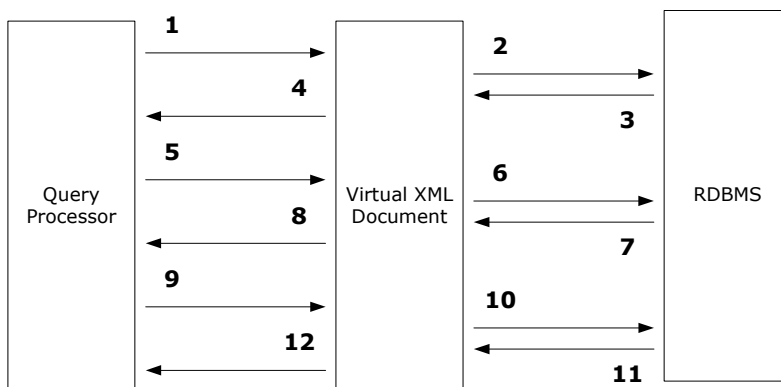 1
2
4
3
5
6
Query
Processor
Virtual XML
Document
RDBMS
8
7
9
10
12
11